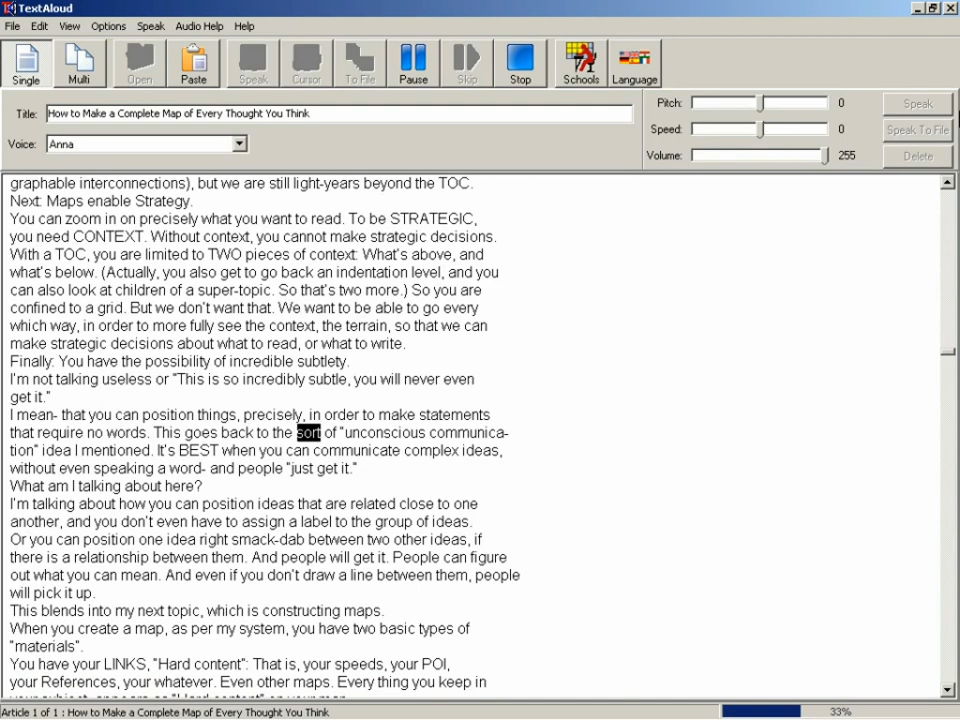 TextAloud
File Edit View Options Speak Audio Help Help
Single Multi Open Paste Speak Cursor To File Pause Skip Stop Schools Language
Title: How to Make a Complete Map of Every Thought You Think
Voice: Anna
Pitch: 0 Speak
Speed: 0 Speak To File
Volume: 255 Delete
graphable interconnections), but we are still light-years beyond the TOC.
Next: Maps enable Strategy.
You can zoom in on precisely what you want to read. To be STRATEGIC,
you need CONTEXT. Without context, you cannot make strategic decisions.
With a TOC, you are limited to TWO pieces of context: What's above, and
what's below. (Actually, you also get to go back an indentation level, and you
can also look at children of a super-topic. So that's two more.) So you are
confined to a grid. But we don't want that. We want to be able to go every
which way, in order to more fully see the context, the terrain, so that we can
make strategic decisions about what to read, or what to write.
Finally: You have the possibility of incredible subtlety.
I'm not talking useless or "This is so incredibly subtle, you will never even
get it."
I mean- that you can position things, precisely, in order to make statements
that require no words. This goes back to the sort of "unconscious communica-
tion" idea I mentioned. It's BEST when you can communicate complex ideas,
without even speaking a word- and people "just get it."
What am I talking about here?
I'm talking about how you can position ideas that are related close to one
another, and you don't even have to assign a label to the group of ideas.
Or you can position one idea right smack-dab between two other ideas, if
there is a relationship between them. And people will get it. People can figure
out what you can mean. And even if you don't draw a line between them, people
will pick it up.
This blends into my next topic, which is constructing maps.
When you create a map, as per my system, you have two basic types of
"materials".
You have your LINKS, "Hard content": That is, your speeds, your POI,
your References, your whatever. Even other maps. Every thing you keep in
Article 1 of 1 : How to Make a Complete Map of Every Thought You Think 33%